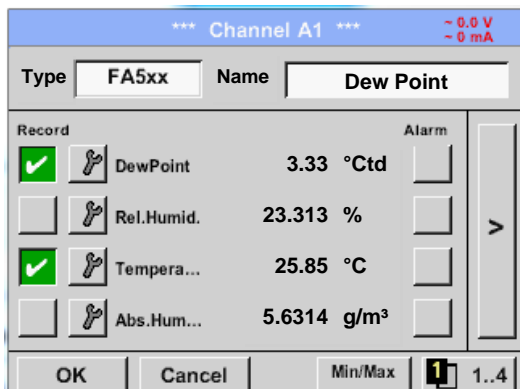 *** Channel A1 ***
~ 0.0 V
~ 0 mA
Type FA5xx Name Dew Point
Record Alarm
DewPoint 3.33 °Ctd
Rel.Humid. 23.313 %
>
Tempera... 25.85 °C
Abs.Hum... 5.6314 g/m³
OK Cancel Min/Max 1 1..4